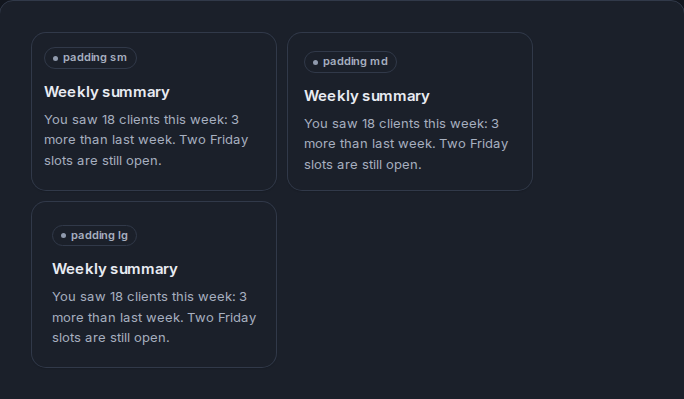 padding sm
Weekly summary
You saw 18 clients this week: 3
more than last week. Two Friday
slots are still open.
padding md
Weekly summary
You saw 18 clients this week: 3
more than last week. Two Friday
slots are still open.
padding lg
Weekly summary
You saw 18 clients this week: 3
more than last week. Two Friday
slots are still open.